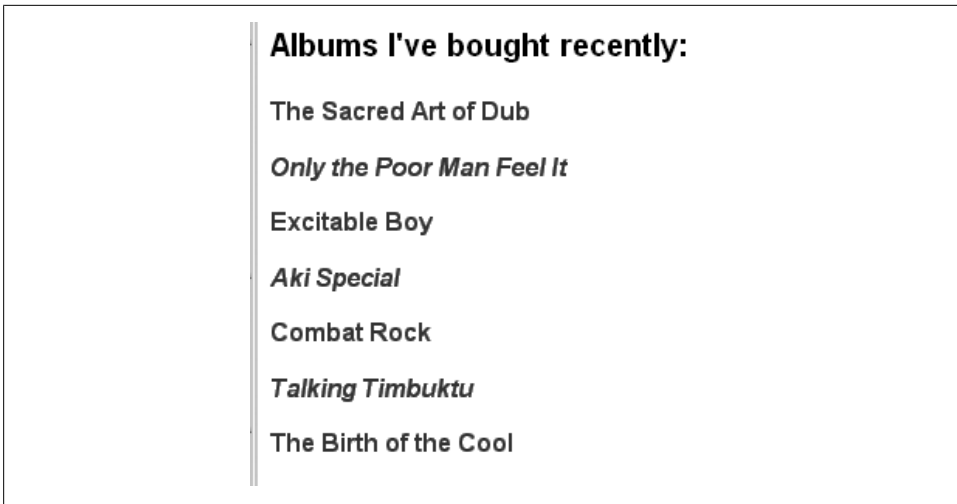 Albums I've bought recently:
The Sacred Art of Dub
Only the Poor Man Feel It
Excitable Boy
Aki Special
Combat Rock
Talking Timbuktu
The Birth of the Cool